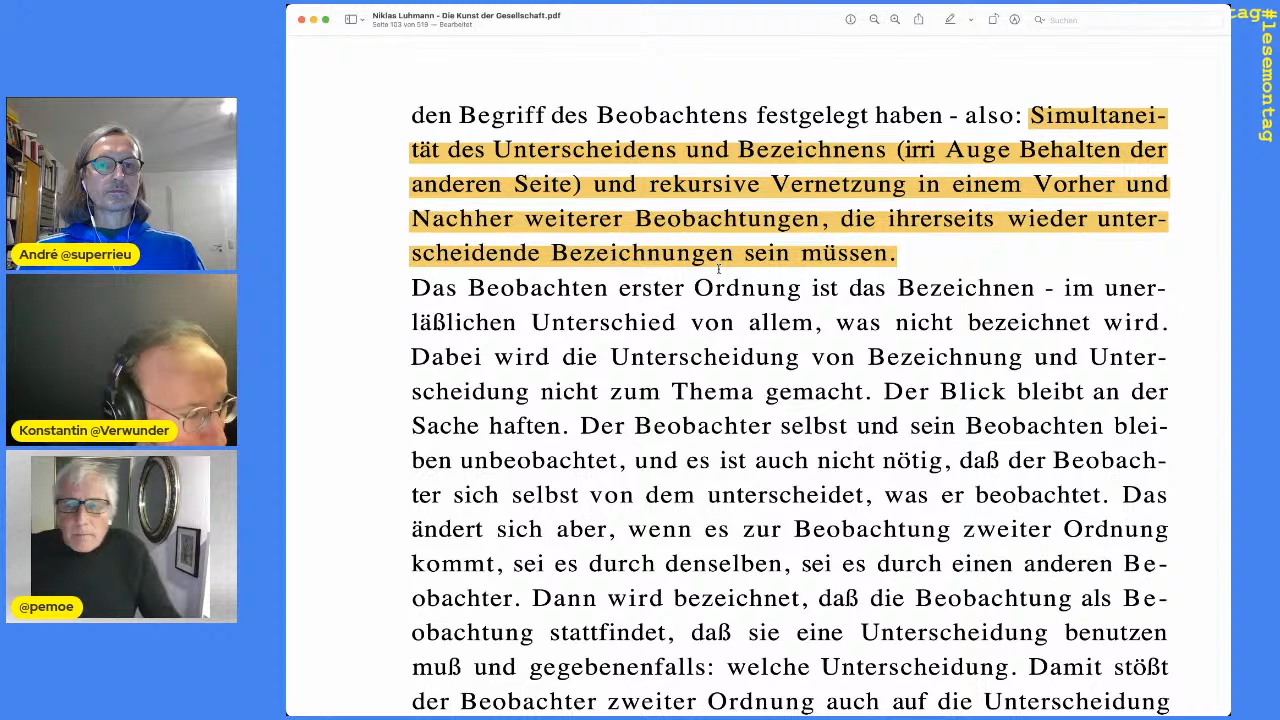 Niklas Luhmann - Die Kunst der Gesellschaft.pdf
Seite 103 von 519 — Bearbeitet
Suchen
tag#
lesemontag
den Begriff des Beobachtens festgelegt haben - also: Simultanei-
tät des Unterscheidens und Bezeichnens (irri Auge Behalten der
anderen Seite) und rekursive Vernetzung in einem Vorher und
Nachher weiterer Beobachtungen, die ihrerseits wieder unter-
scheidende Bezeichnungen sein müssen.
Das Beobachten erster Ordnung ist das Bezeichnen - im uner-
läßlichen Unterschied von allem, was nicht bezeichnet wird.
Dabei wird die Unterscheidung von Bezeichnung und Unter-
scheidung nicht zum Thema gemacht. Der Blick bleibt an der
Sache haften. Der Beobachter selbst und sein Beobachten blei-
ben unbeobachtet, und es ist auch nicht nötig, daß der Beobach-
ter sich selbst von dem unterscheidet, was er beobachtet. Das
ändert sich aber, wenn es zur Beobachtung zweiter Ordnung
kommt, sei es durch denselben, sei es durch einen anderen Be-
obachter. Dann wird bezeichnet, daß die Beobachtung als Be-
obachtung stattfindet, daß sie eine Unterscheidung benutzen
muß und gegebenenfalls: welche Unterscheidung. Damit stößt
der Beobachter zweiter Ordnung auch auf die Unterscheidung
André @superrieu
Konstantin @Verwunder
@pemoe